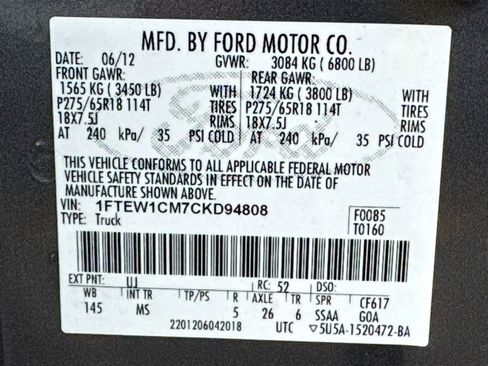 MFD. BY FORD MOTOR CO.
DATE: 06/12 GVWR: 3084 KG ( 6800 LB)
FRONT GAWR: REAR GAWR:
1565 KG ( 3450 LB) WITH 1724 KG ( 3800 LB) WITH
P275/65R18 114T TIRES P275/65R18 114T TIRES
18X7.5J RIMS 18X7.5J RIMS
AT 240 kPa/ 35 PSI COLD AT 240 kPa/ 35 PSI COLD
THIS VEHICLE CONFORMS TO ALL APPLICABLE FEDERAL MOTOR
VEHICLE SAFETY STANDARDS IN EFFECT ON THE DATE OF
MANUFACTURE SHOWN ABOVE.
VIN: 1FTEW1CM7CKD94808 F0085
TYPE: Truck T0160
EXT PNT: UJ RC: 52 DSO:
WB INT TR TP/PS R AXLE TR SPR CF617
145 MS 5 26 6 SSAA GOA
2201206042018 UTC ▽5U5A-1520472-BA
Ford